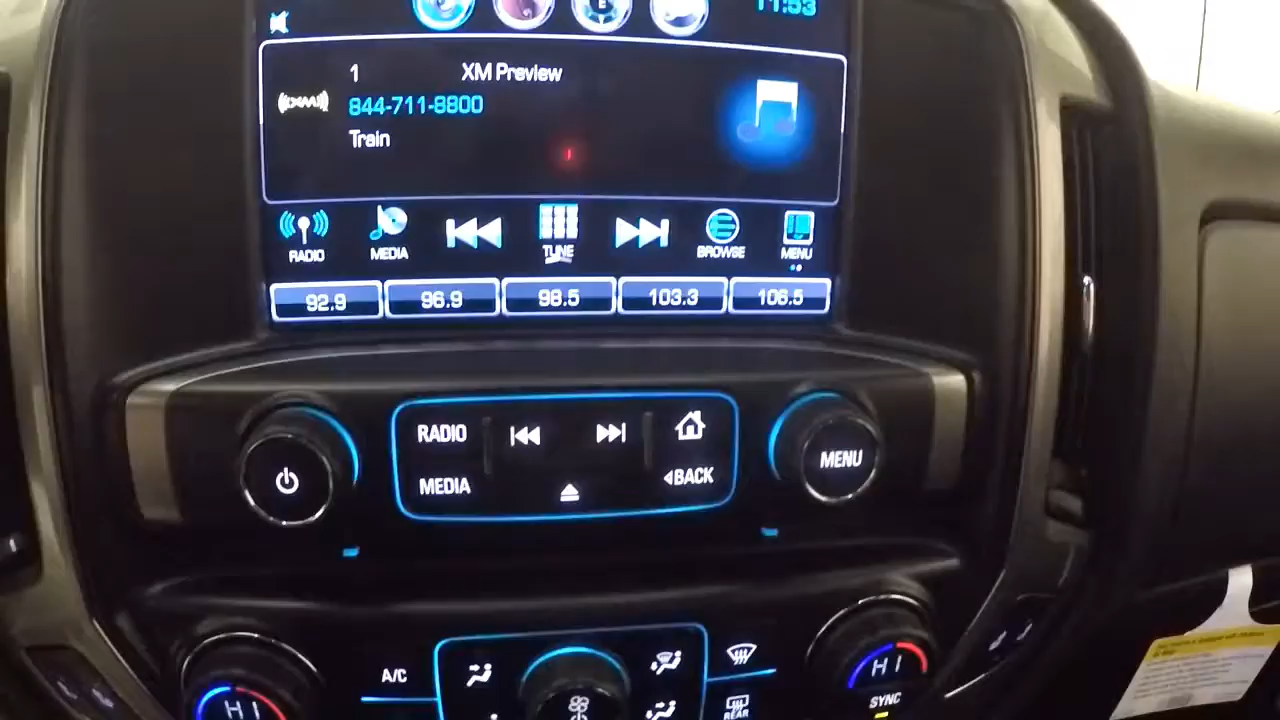 11:53
1 XM Preview
((XM))
844-711-8800
Train
RADIO MEDIA TUNE BROWSE MENU
92.9 96.9 98.5 103.3 106.5
RADIO
MEDIA
BACK
MENU
A/C
HI
HI
SYNC
REAR